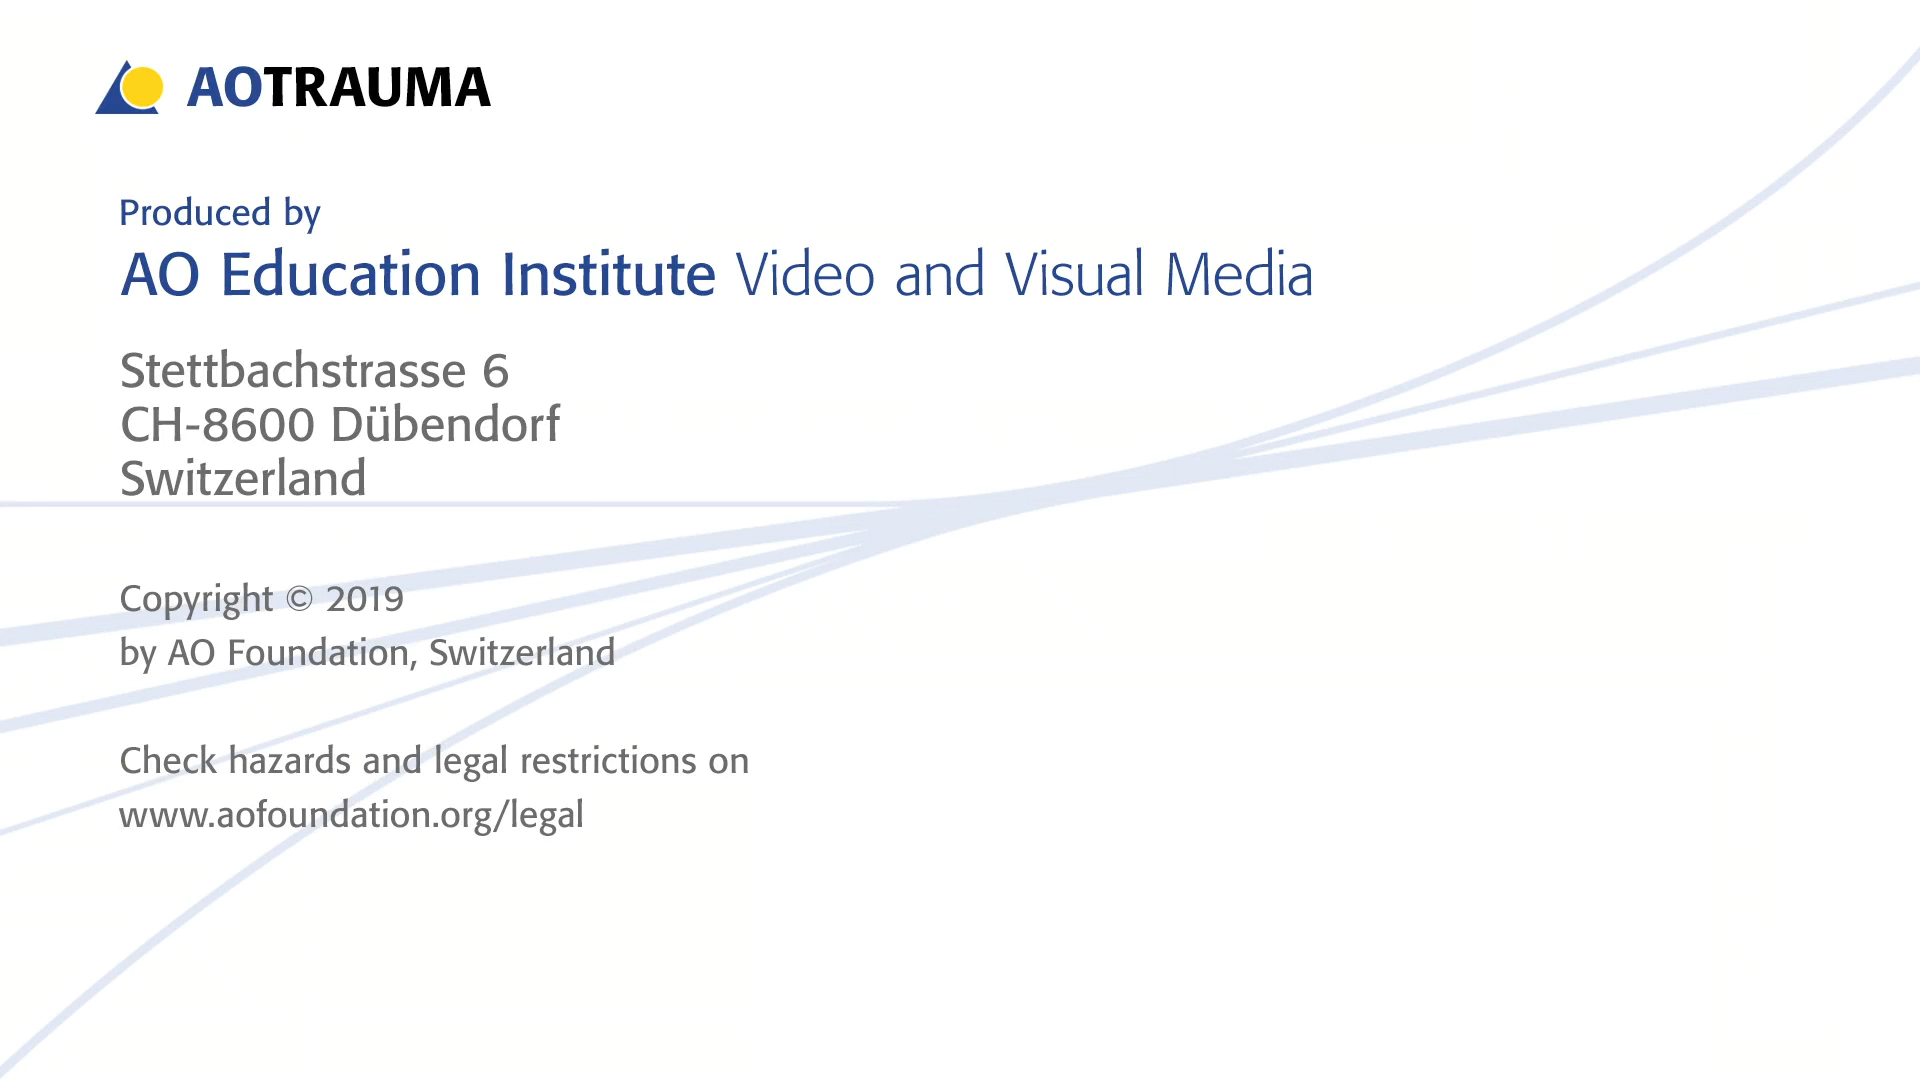 AOTRAUMA
Produced by
AO Education Institute Video and Visual Media
Stettbachstrasse 6
CH-8600 Dübendorf
Switzerland
Copyright © 2019
by AO Foundation, Switzerland
Check hazards and legal restrictions on
www.aofoundation.org/legal